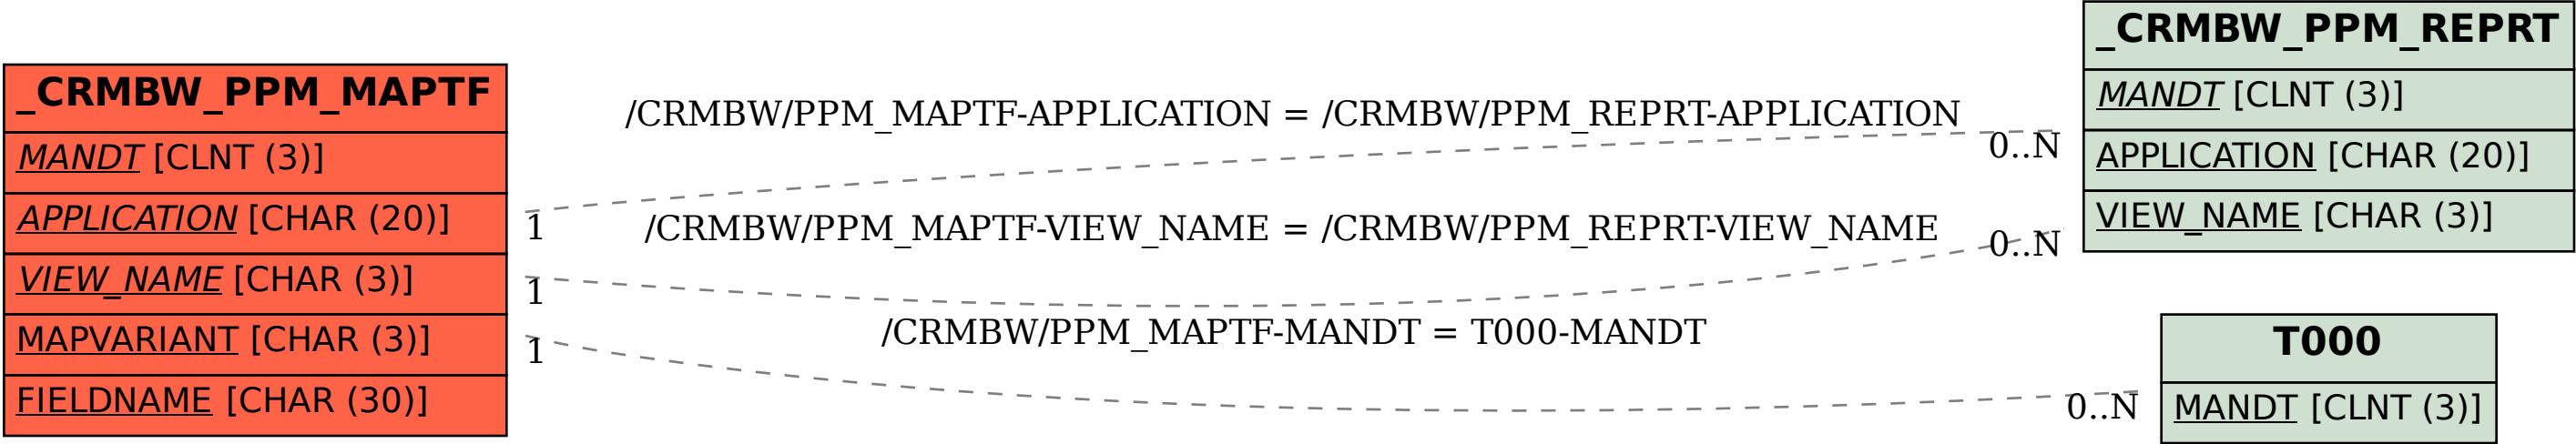 _CRMBW_PPM_MAPTF
MANDT [CLNT (3)]
APPLICATION [CHAR (20)]
VIEW_NAME [CHAR (3)]
MAPVARIANT [CHAR (3)]
FIELDNAME [CHAR (30)]
/CRMBW/PPM_MAPTF-APPLICATION = /CRMBW/PPM_REPRT-APPLICATION
0..N
1
/CRMBW/PPM_MAPTF-VIEW_NAME = /CRMBW/PPM_REPRT-VIEW_NAME
0..N
1
/CRMBW/PPM_MAPTF-MANDT = T000-MANDT
1
0..N
_CRMBW_PPM_REPRT
MANDT [CLNT (3)]
APPLICATION [CHAR (20)]
VIEW_NAME [CHAR (3)]
T000
MANDT [CLNT (3)]